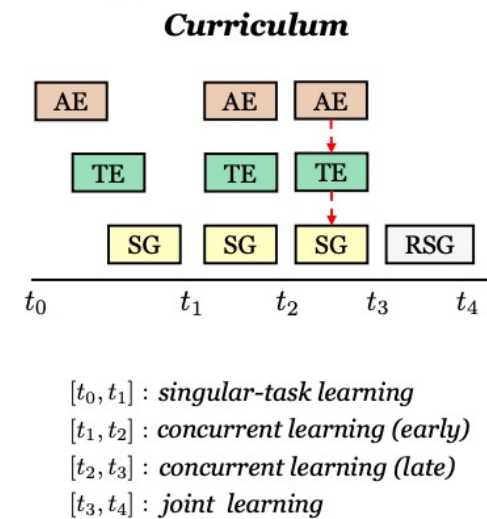 Curriculum
AE AE AE
TE TE TE
SG SG SG RSG
t₀ t₁ t₂ t₃ t₄
[t₀, t₁] : singular-task learning
[t₁, t₂] : concurrent learning (early)
[t₂, t₃] : concurrent learning (late)
[t₃, t₄] : joint learning